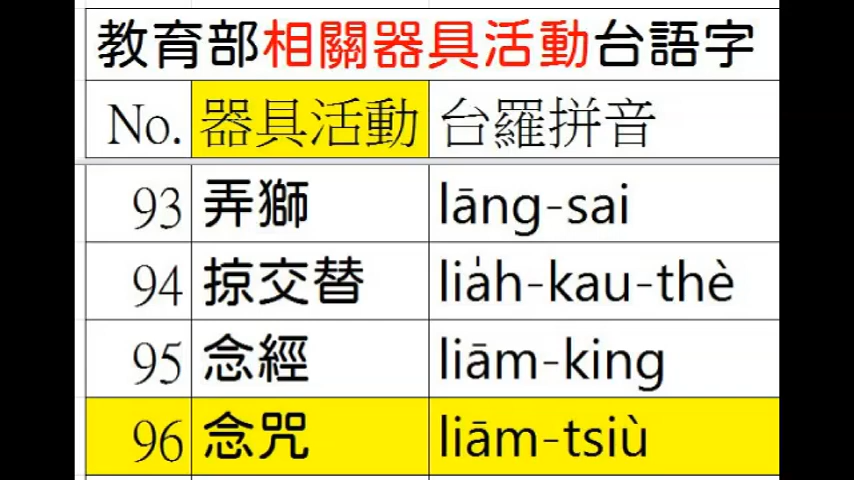 教育部相關器具活動台語字
No. 器具活動 台羅拼音
93 弄獅 lāng-sai
94 掠交替 lia̍h-kau-thè
95 念經 liām-king
96 念咒 liām-tsiù